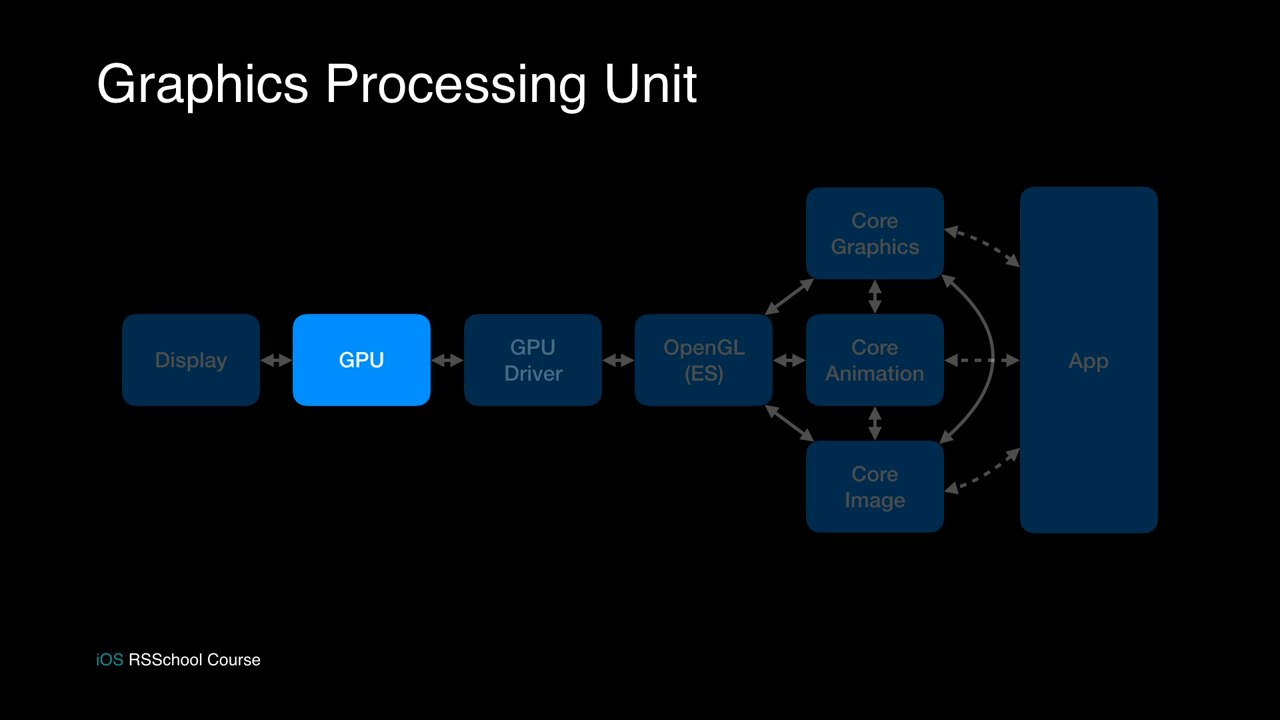 Graphics Processing Unit
Display
GPU
GPU
Driver
OpenGL
(ES)
Core
Graphics
Core
Animation
Core
Image
App
iOS RSSchool Course